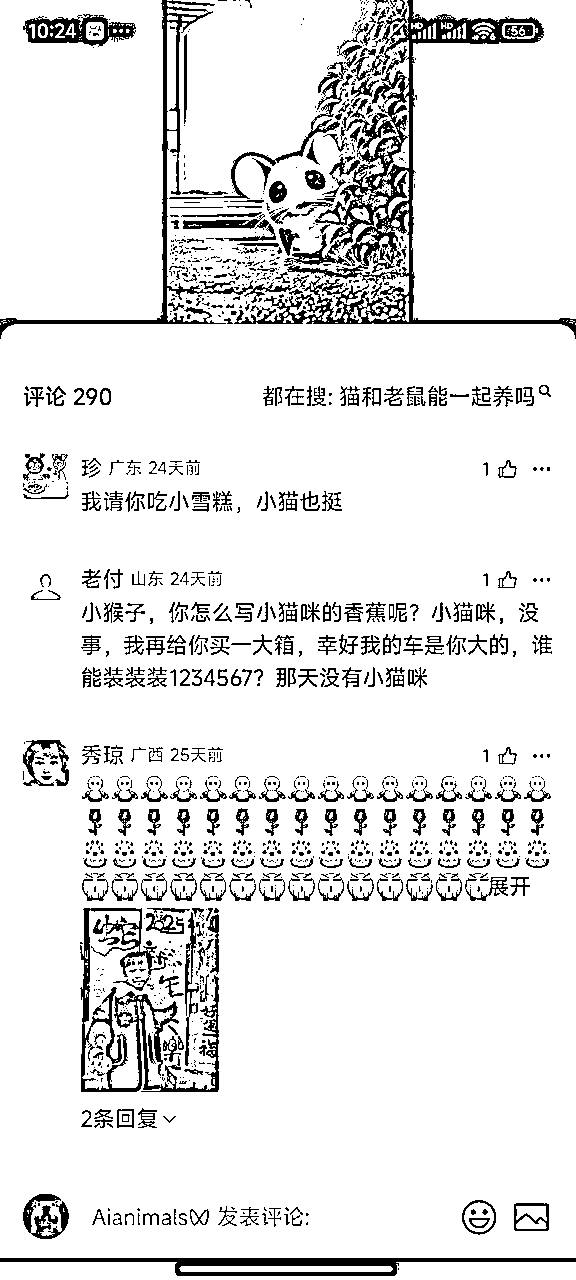 10:24
56
评论 290
都在搜: 猫和老鼠能一起养吗
珍 广东 24天前
1
我请你吃小雪糕，小猫也挺
老付 山东 24天前
1
小猴子，你怎么写小猫咪的香蕉呢？小猫咪，没
事，我再给你买一大箱，幸好我的车是你大的，谁
能装装装1234567？那天没有小猫咪
秀琼 广西 25天前
1
展开
2025
2条回复
Aianimals 发表评论: